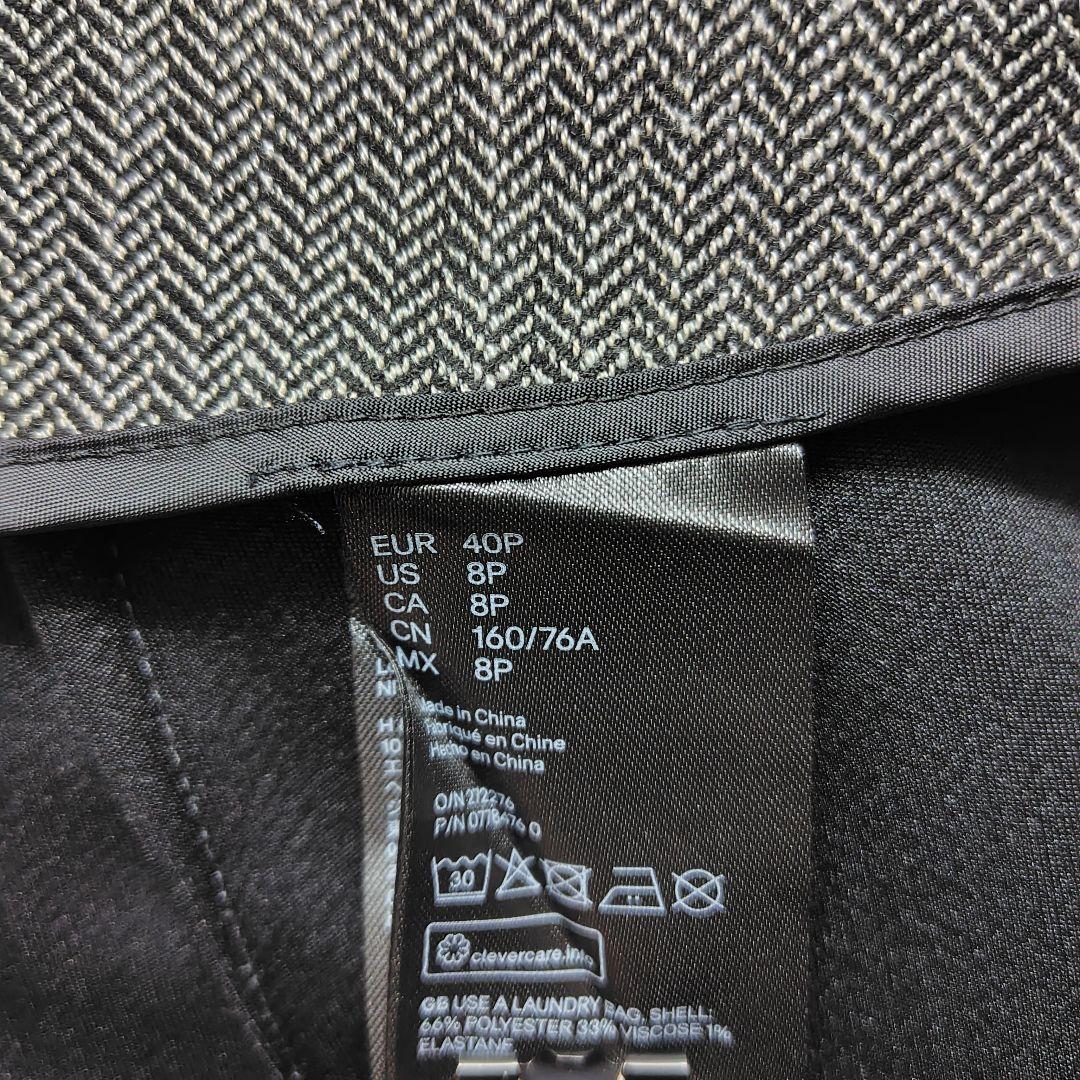 EUR 40P
US 8P
CA 8P
CN 160/76A
MX 8P
Made in China
Fabriqué en Chine
Hecho en China
O/N 212276
30
clevercare.info
GB USE A LAUNDRY BAG, SHELL:
66% POLYESTER 33% VISCOSE 1%
ELASTANE